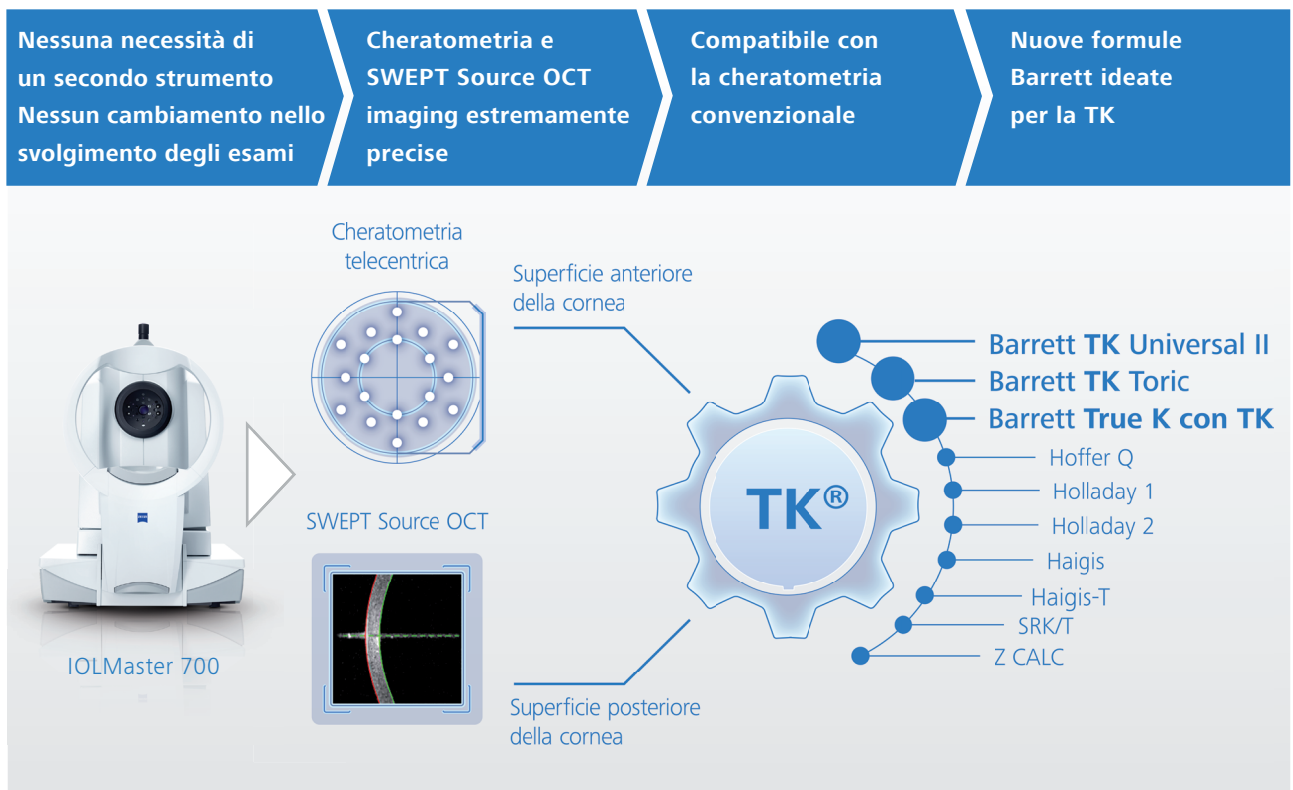 Nessuna necessità di
un secondo strumento
Nessun cambiamento nello
svolgimento degli esami
Cheratometria e
SWEPT Source OCT
imaging estremamente
precise
Compatibile con
la cheratometria
convenzionale
Nuove formule
Barrett ideate
per la TK
Cheratometria
telecentrica
Superficie anteriore
della cornea
SWEPT Source OCT
IOLMaster 700
Superficie posteriore
della cornea
TK®
Barrett TK Universal II
Barrett TK Toric
Barrett True K con TK
Hoffer Q
Holladay 1
Holladay 2
Haigis
Haigis-T
SRK/T
Z CALC